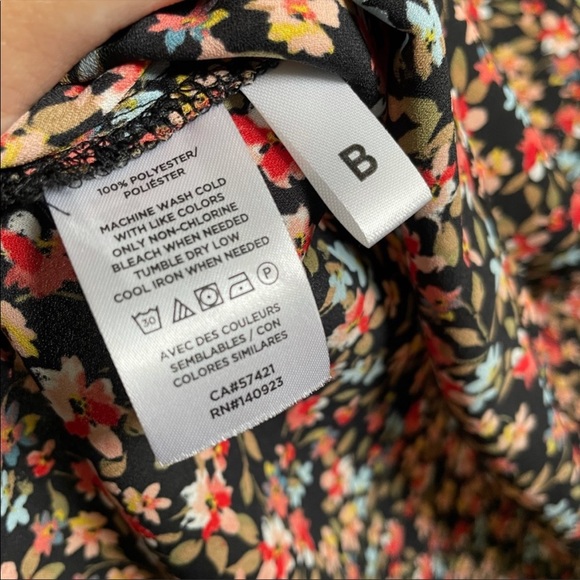 100% POLYESTER/
POLIÉSTER
MACHINE WASH COLD
WITH LIKE COLORS
ONLY NON-CHLORINE
BLEACH WHEN NEEDED
TUMBLE DRY LOW
COOL IRON WHEN NEEDED
30 P
AVEC DES COULEURS
SEMBLABLES / CON
COLORES SIMILARES
CA#57421
RN#140923
B